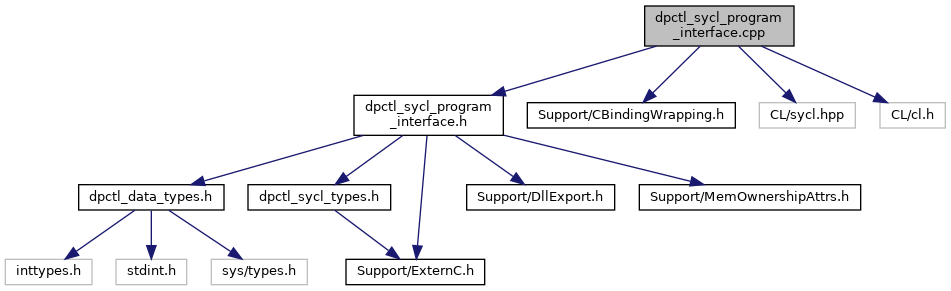 dpctl_sycl_program
_interface.cpp
dpctl_sycl_program
_interface.h
Support/CBindingWrapping.h
CL/sycl.hpp
CL/cl.h
dpctl_data_types.h
dpctl_sycl_types.h
Support/DllExport.h
Support/MemOwnershipAttrs.h
inttypes.h
stdint.h
sys/types.h
Support/ExternC.h